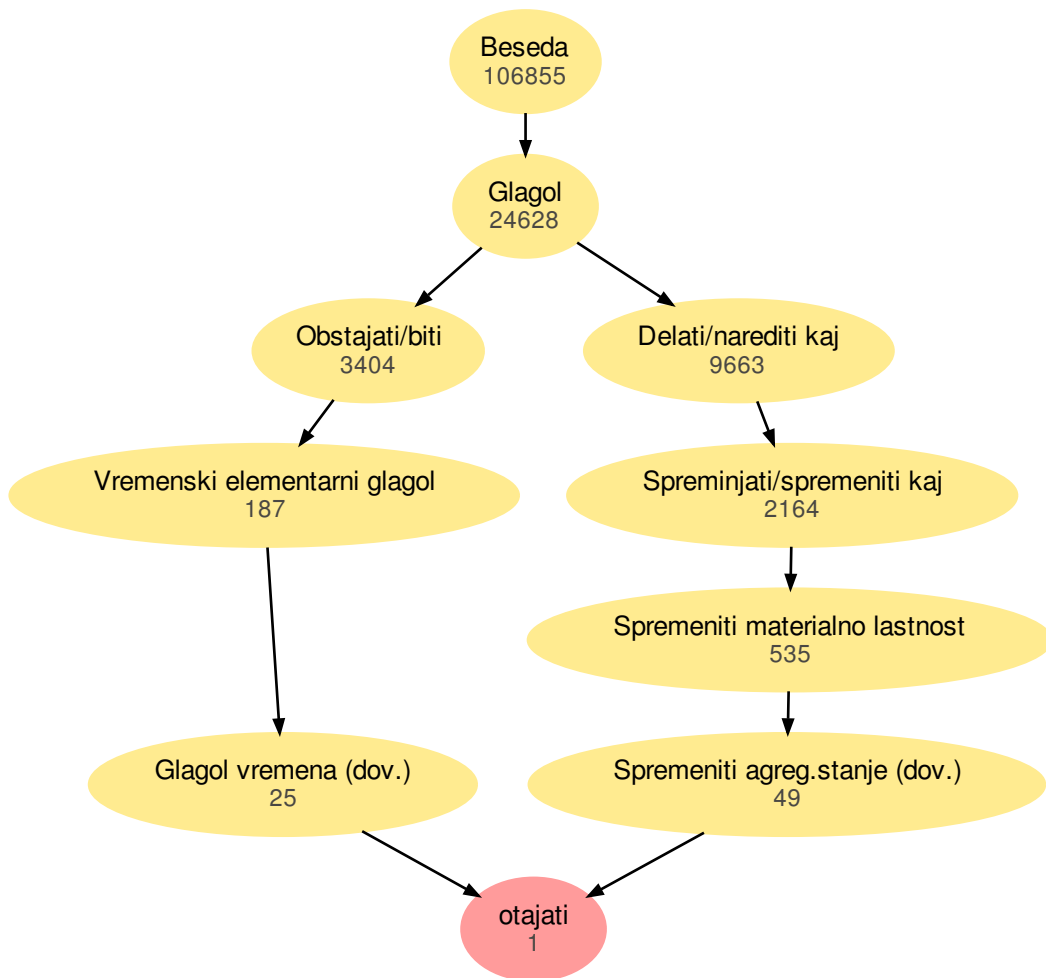 Beseda
106855
Glagol
24628
Obstajati/biti
3404
Delati/narediti kaj
9663
Vremenski elementarni glagol
187
Spreminjati/spremeniti kaj
2164
Spremeniti materialno lastnost
535
Glagol vremena (dov.)
25
Spremeniti agreg.stanje (dov.)
49
otajati
1